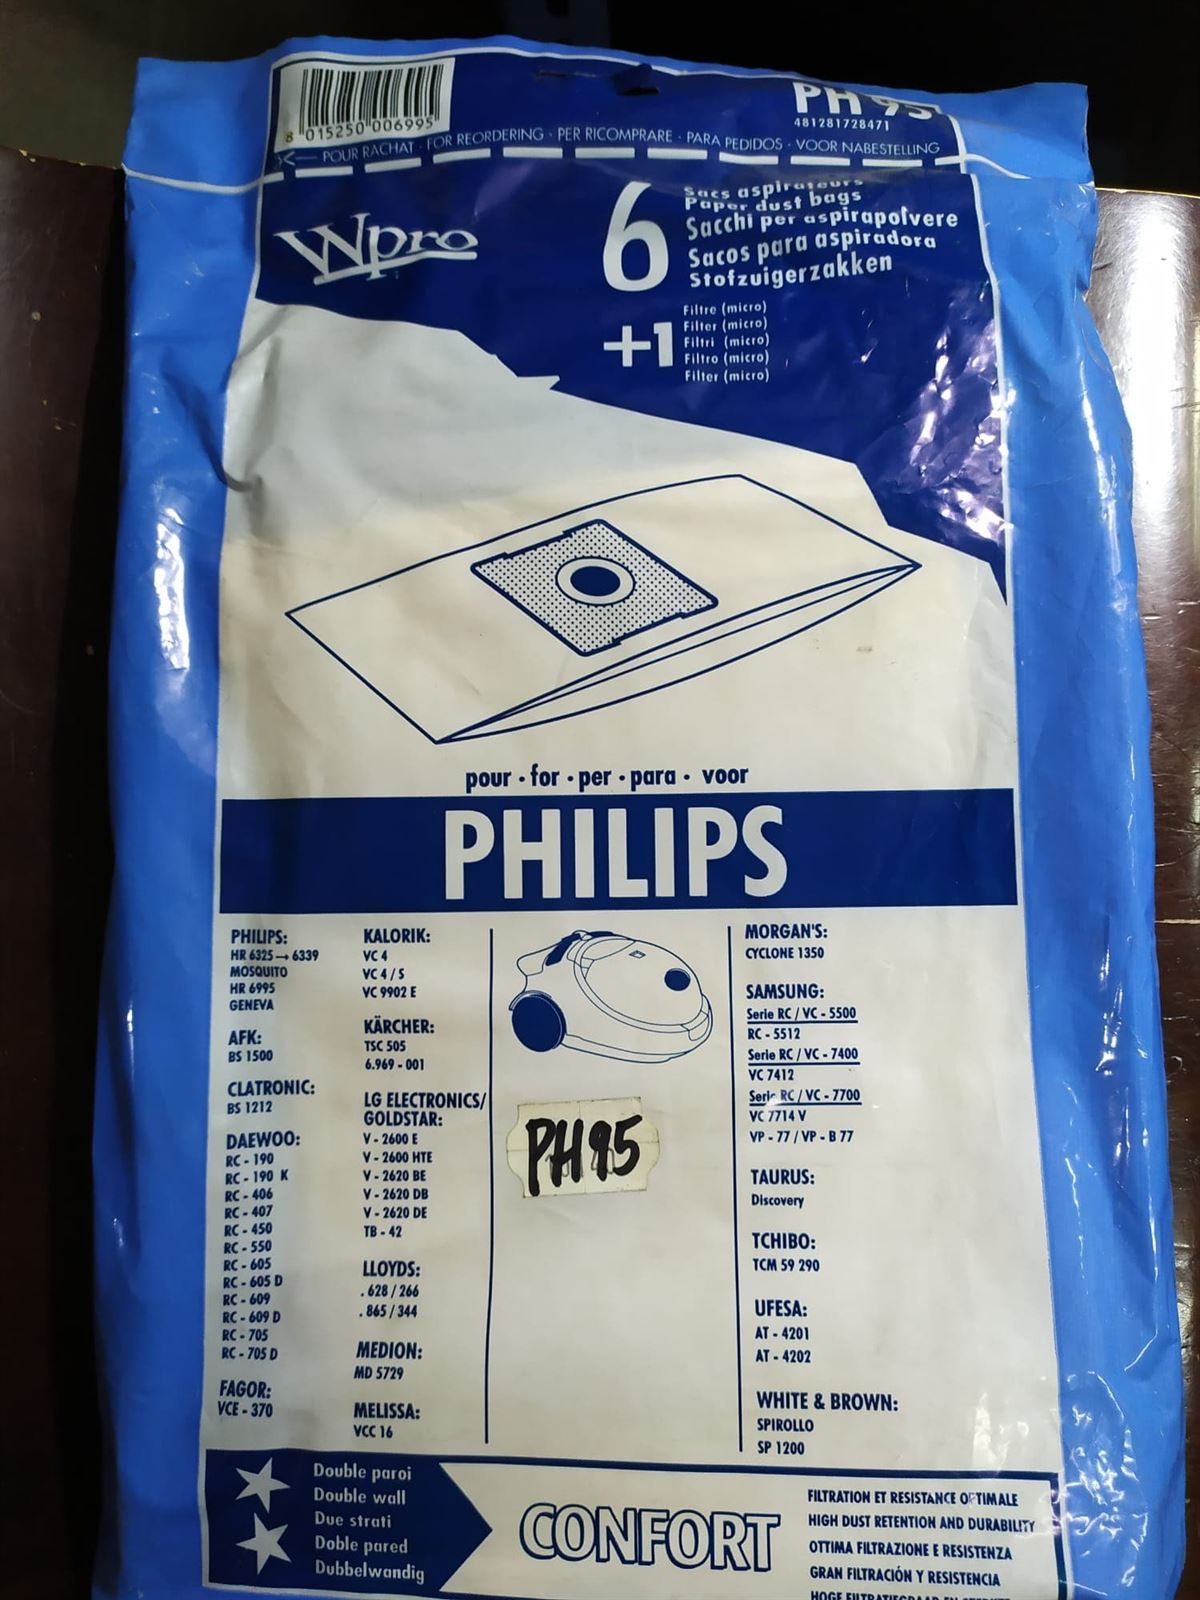 8 015250 006995
PH 95
481281728471
POUR RACHAT · FOR REORDERING · PER RICOMPRARE · PARA PEDIDOS · VOOR NABESTELLING
Wpro
6
Sacs aspirateurs
Paper dust bags
Sacchi per aspirapolvere
Sacos para aspiradora
Stofzuigerzakken
+1
Filtre (micro)
Filter (micro)
Filtri (micro)
Filtro (micro)
Filter (micro)
pour · for · per · para · voor
PHILIPS
PHILIPS:
HR 6325 → 6339
MOSQUITO
HR 6995
GENEVA
AFK:
BS 1500
CLATRONIC:
BS 1212
DAEWOO:
RC - 190
RC - 190 K
RC - 406
RC - 407
RC - 450
RC - 550
RC - 605
RC - 605 D
RC - 609
RC - 609 D
RC - 705
RC - 705 D
FAGOR:
VCE - 370
KALORIK:
VC 4
VC 4 / S
VC 9902 E
KÄRCHER:
TSC 505
6.969 - 001
LG ELECTRONICS/
GOLDSTAR:
V - 2600 E
V - 2600 HTE
V - 2620 BE
V - 2620 DB
V - 2620 DE
TB - 42
LLOYDS:
. 628 / 266
. 865 / 344
MEDION:
MD 5729
MELISSA:
VCC 16
PH95
MORGAN'S:
CYCLONE 1350
SAMSUNG:
Serie RC / VC - 5500
RC - 5512
Serie RC / VC - 7400
VC 7412
Serie RC / VC - 7700
VC 7714 V
VP - 77 / VP - B 77
TAURUS:
Discovery
TCHIBO:
TCM 59 290
UFESA:
AT - 4201
AT - 4202
WHITE & BROWN:
SPIROLLO
SP 1200
Double paroi
Double wall
Due strati
Doble pared
Dubbelwandig
CONFORT
FILTRATION ET RESISTANCE OPTIMALE
HIGH DUST RETENTION AND DURABILITY
OTTIMA FILTRAZIONE E RESISTENZA
GRAN FILTRACIÓN Y RESISTENCIA
HOGE FILTRATIEGRAAD EN